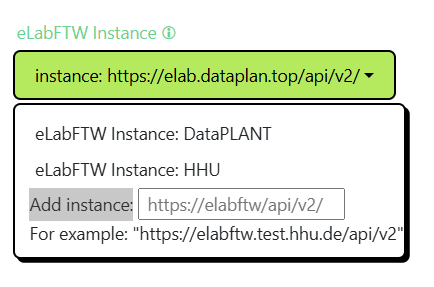 eLabFTW Instance ⓘ
instance: https://elab.dataplan.top/api/v2/
eLabFTW Instance: DataPLANT
eLabFTW Instance: HHU
Add instance: https://elabftw/api/v2/
For example: "https://elabftw.test.hhu.de/api/v2"